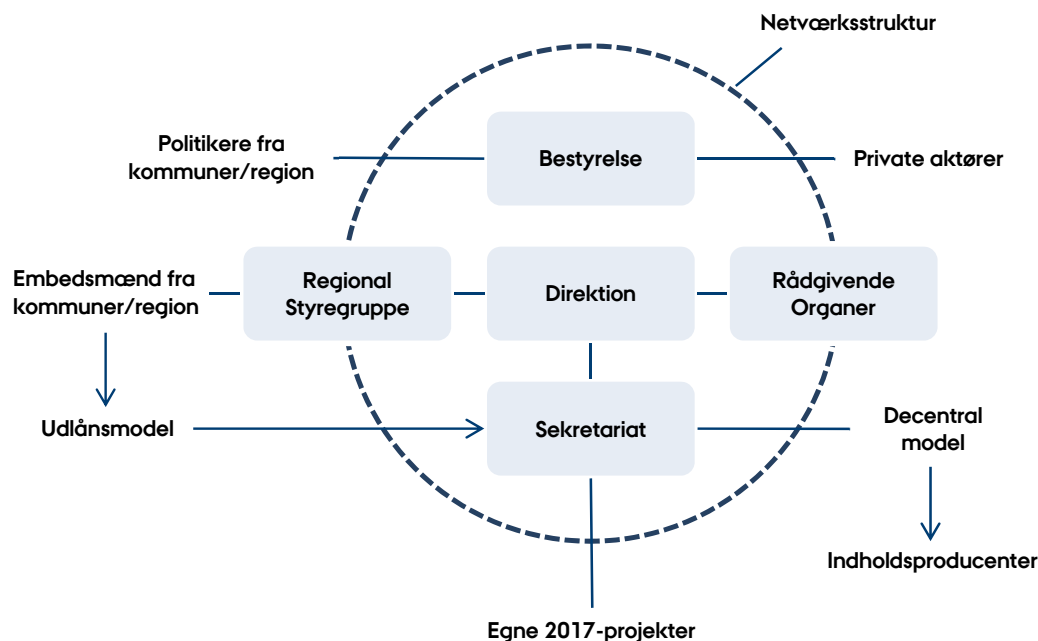 Netværksstruktur
Politikere fra
kommuner/region
Bestyrelse
Private aktører
Embedsmænd fra
kommuner/region
Regional
Styregruppe
Direktion
Rådgivende
Organer
Udlånsmodel
Sekretariat
Decentral
model
Indholdsproducenter
Egne 2017-projekter